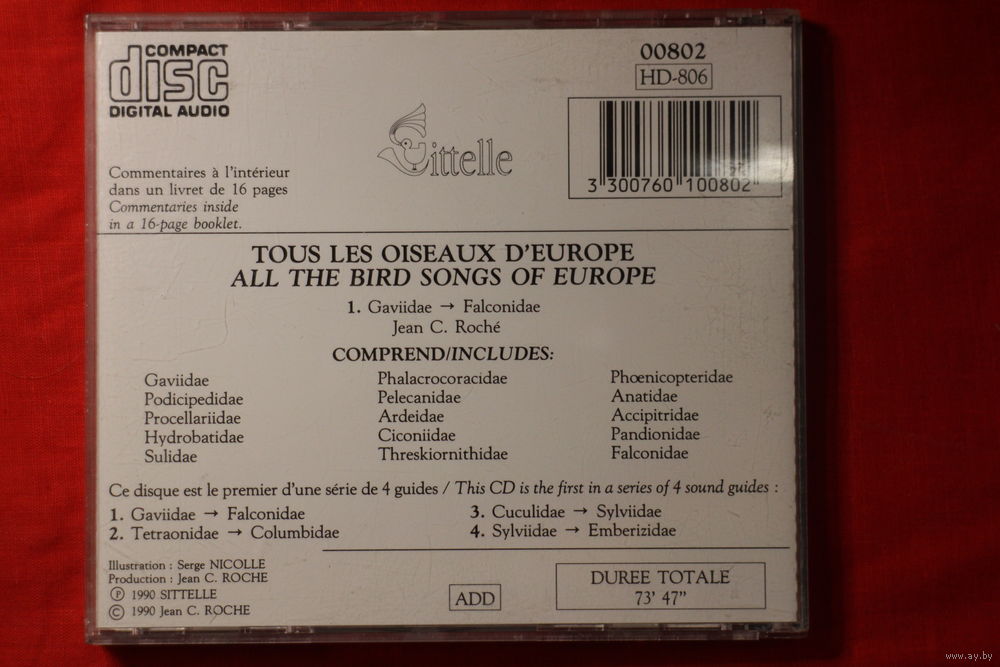 COMPACT
disc
DIGITAL AUDIO
00802
HD-806
Sittelle
3 300760 100802
Commentaires à l'intérieur
dans un livret de 16 pages
Commentaries inside
in a 16-page booklet.
TOUS LES OISEAUX D'EUROPE
ALL THE BIRD SONGS OF EUROPE
1. Gaviidae → Falconidae
Jean C. Roché
COMPREND/INCLUDES:
Gaviidae
Podicipedidae
Procellariidae
Hydrobatidae
Sulidae
Phalacrocoracidae
Pelecanidae
Ardeidae
Ciconiidae
Threskiornithidae
Phœnicopteridae
Anatidae
Accipitridae
Pandionidae
Falconidae
Ce disque est le premier d'une série de 4 guides / This CD is the first in a series of 4 sound guides :
1. Gaviidae → Falconidae
2. Tetraonidae → Columbidae
3. Cuculidae → Sylviidae
4. Sylviidae → Emberizidae
Illustration : Serge NICOLLE
Production : Jean C. ROCHE
Ⓟ 1990 SITTELLE
© 1990 Jean C. ROCHE
ADD
DUREE TOTALE
73' 47"
www.ay.by